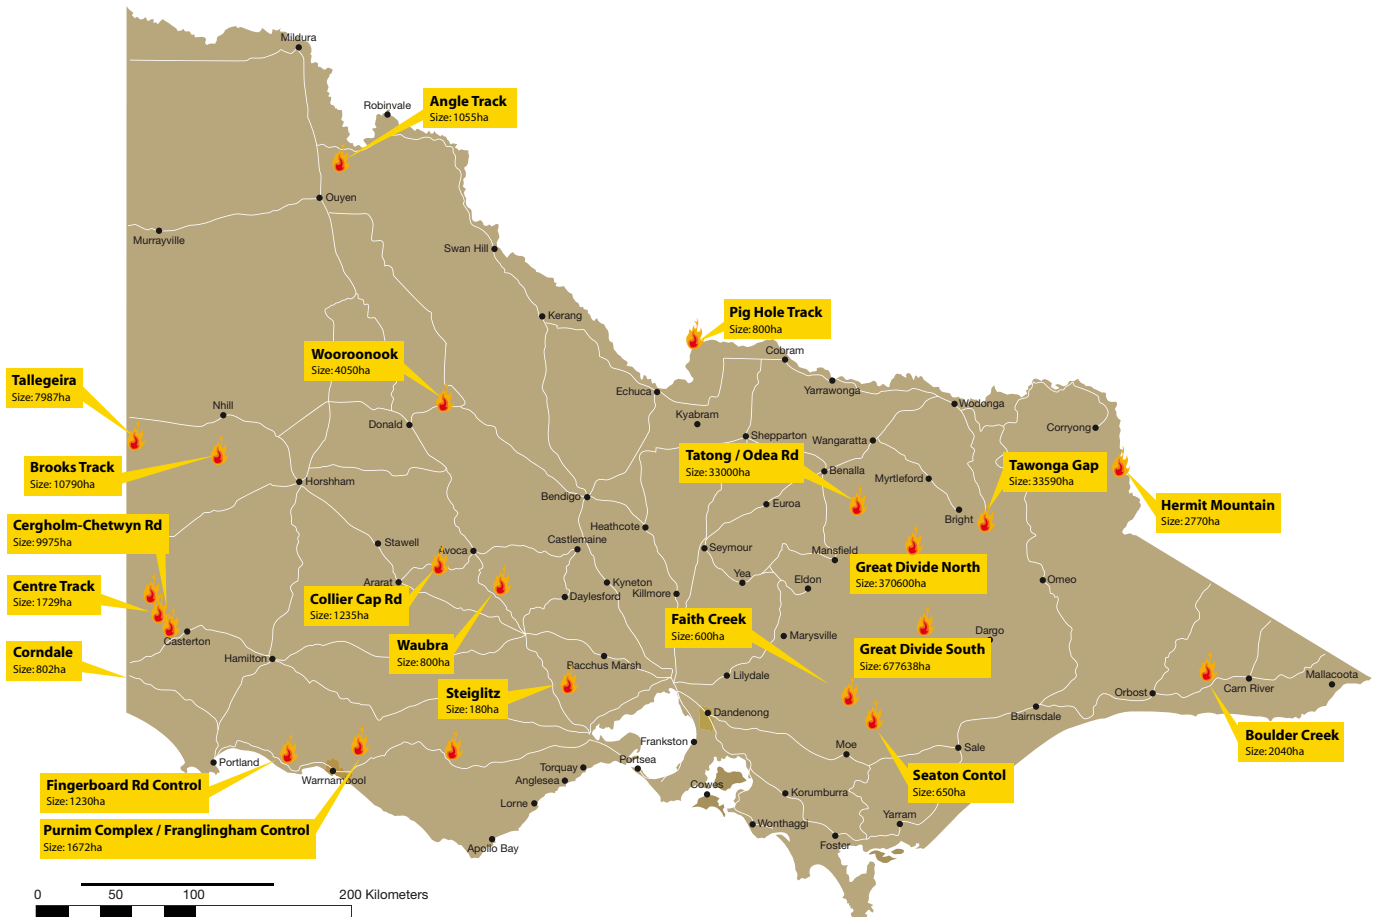 Mildura
Robinvale
Angle Track
Size: 1055ha
Ouyen
Murrayville
Swan Hill
Kerang
Pig Hole Track
Size: 800ha
Cobram
Wooroonook
Size: 4050ha
Tallegeira
Size: 7987ha
Nhill
Donald
Echuca
Kyabram
Yarrawonga
Wodonga
Corryong
Shepparton
Wangaratta
Tatong / Odea Rd
Size: 33000ha
Benalla
Myrtleford
Tawonga Gap
Size: 33590ha
Brooks Track
Size: 10790ha
Horsham
Bendigo
Euroa
Bright
Hermit Mountain
Size: 2770ha
Cergholm-Chetwyn Rd
Size: 9975ha
Heathcote
Stawell
Avoca
Castlemaine
Seymour
Mansfield
Great Divide North
Size: 370600ha
Centre Track
Size: 1729ha
Ararat
Kyneton
Killmore
Yea
Eldon
Omeo
Collier Cap Rd
Size: 1235ha
Daylesford
Faith Creek
Size: 600ha
Marysville
Dargo
Casterton
Corndale
Size: 802ha
Hamilton
Waubra
Size: 800ha
Bacchus Marsh
Great Divide South
Size: 677638ha
Lilydale
Steiglitz
Size: 180ha
Orbost
Carn River
Mallacoota
Dandenong
Bairnsdale
Boulder Creek
Size: 2040ha
Frankston
Moe
Sale
Portland
Warrnambool
Torquay
Portsea
Anglesea
Cowes
Seaton Contol
Size: 650ha
Fingerboard Rd Control
Size: 1230ha
Lorne
Korumburra
Yarram
Wonthaggi
Foster
Purnim Complex / Franglingham Control
Size: 1672ha
Apollo Bay
0 50 100 200 Kilometers